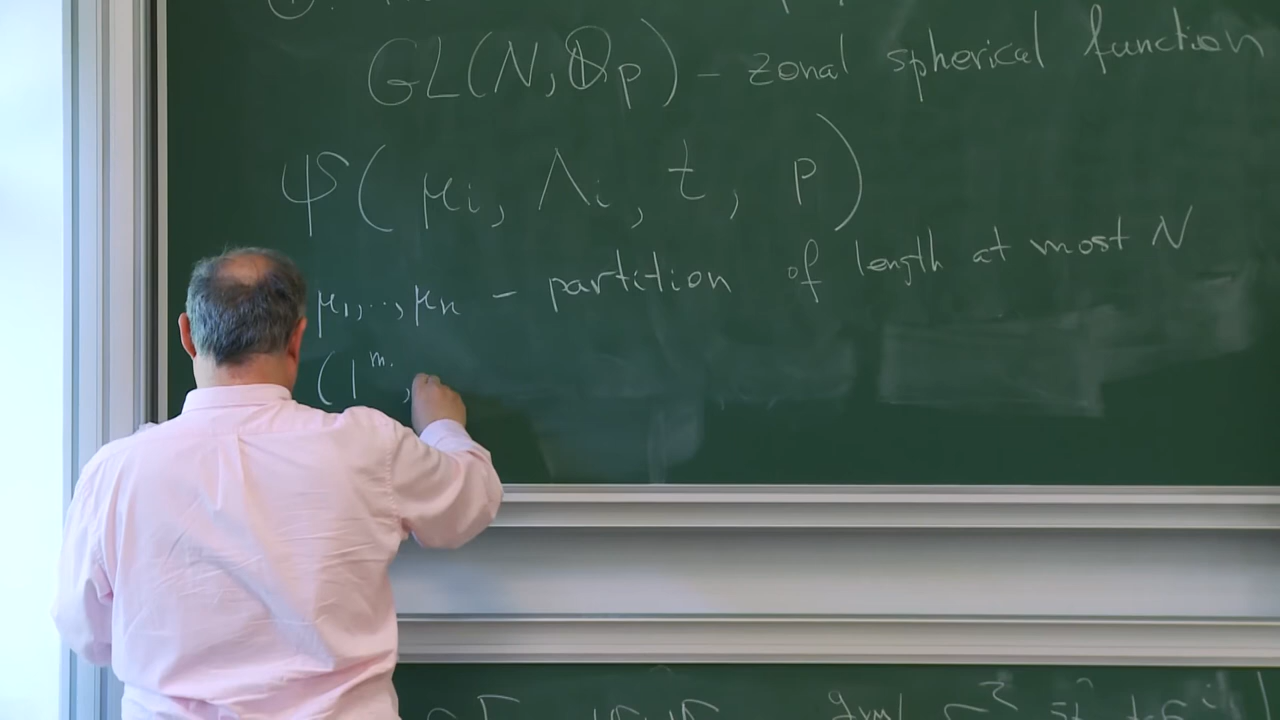 GL(N, ℚp) – zonal spherical function
φ( μi, Λi, t, p )
μ1, .., μn – partition of length at most N
(1^m. ,